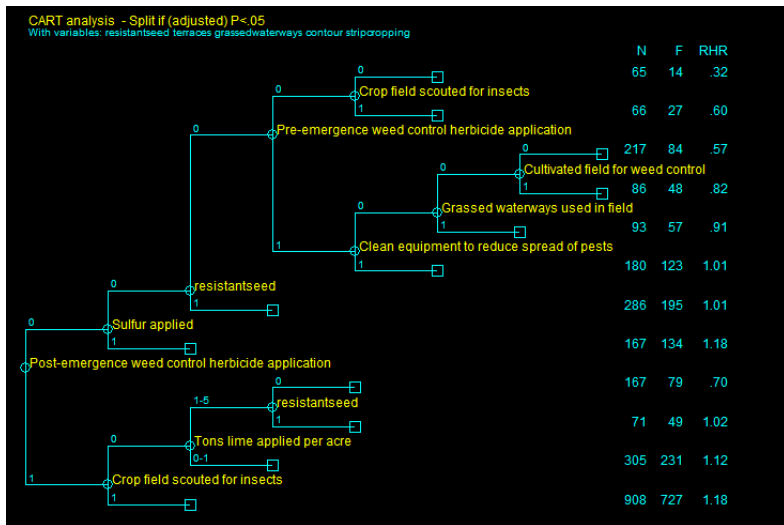 CART analysis - Split if (adjusted) P<.05
With variables: resistantseed terraces grassedwaterways contour stripcropping
N F RHR
0 65 14 .32
Crop field scouted for insects
0 1 66 27 .60
0 Pre-emergence weed control herbicide application
0 217 84 .57
0 Cultivated field for weed control
1 86 48 .82
0 Grassed waterways used in field
1 93 57 .91
1 Clean equipment to reduce spread of pests
1 180 123 1.01
0 resistantseed
1 286 195 1.01
0 Sulfur applied
1 167 134 1.18
Post-emergence weed control herbicide application
0 167 79 .70
1-5 resistantseed
1 71 49 1.02
0 Tons lime applied per acre
0-1 305 231 1.12
1 Crop field scouted for insects
1 908 727 1.18